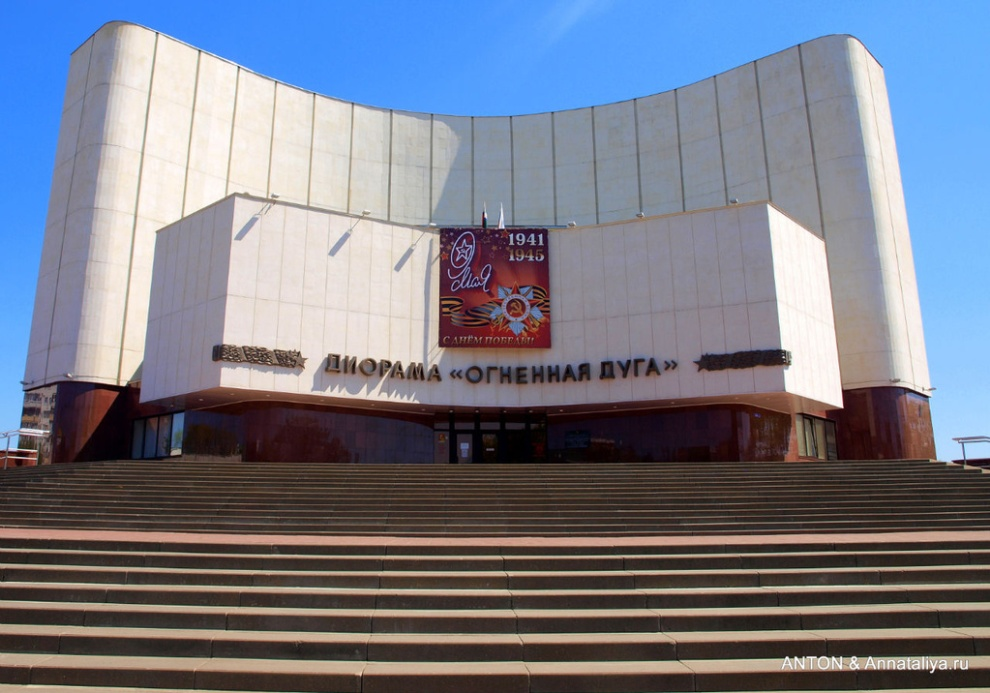 1941
1945
9
Мая
С ДНЁМ ПОБЕДЫ!
ДИОРАМА «ОГНЕННАЯ ДУГА»
ANTON & Annataliya.ru